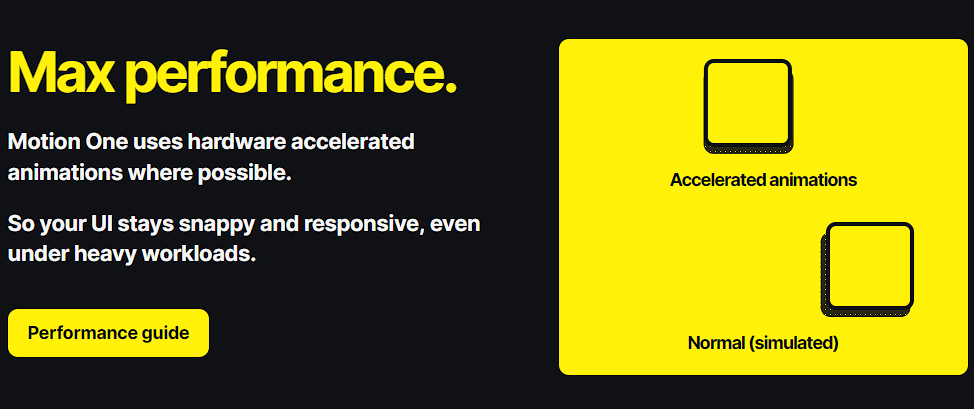 Max performance.
Motion One uses hardware accelerated
animations where possible.
So your UI stays snappy and responsive, even
under heavy workloads.
Performance guide
Accelerated animations
Normal (simulated)